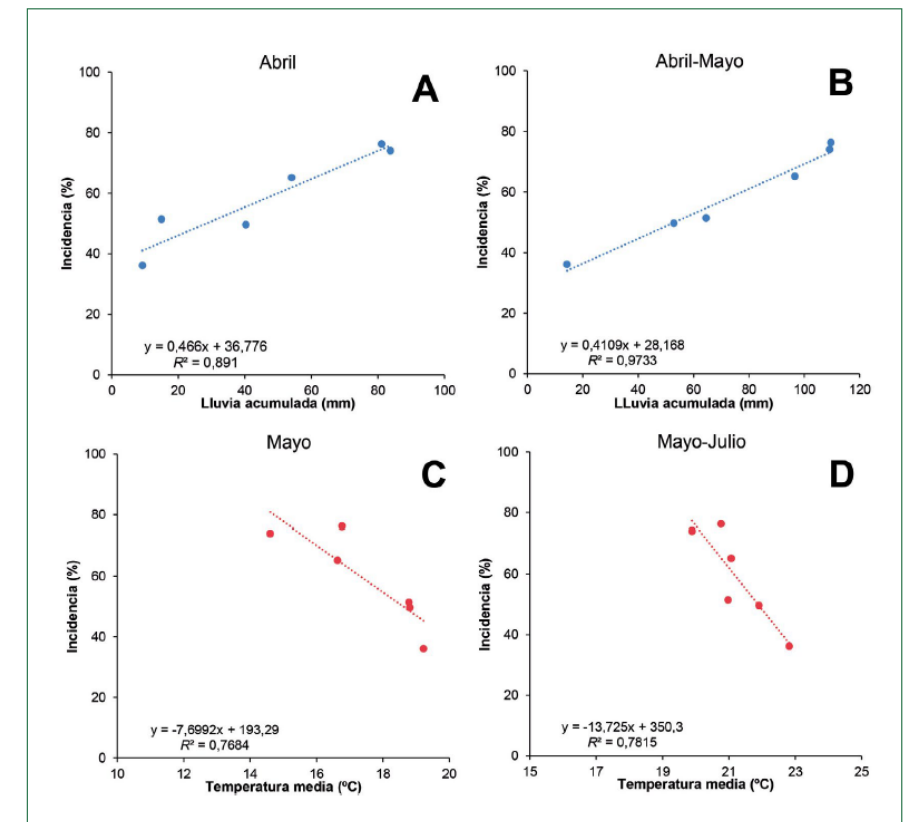 Abril
A
100
80
60
40
20
0
Incidencia (%)
y = 0,466x + 36,776
R² = 0,891
0 20 40 60 80 100
Lluvia acumulada (mm)
Abril-Mayo
B
100
80
60
40
20
0
Incidencia (%)
y = 0,4109x + 28,168
R² = 0,9733
0 20 40 60 80 100 120
LLuvia acumulada (mm)
Mayo
C
100
80
60
40
20
0
Incidencia (%)
y = -7,6992x + 193,29
R² = 0,7684
10 12 14 16 18 20
Temperatura media (ºC)
Mayo-Julio
D
100
80
60
40
20
0
Incidencia (%)
y = -13,725x + 350,3
R² = 0,7815
15 17 19 21 23 25
Temperatura media (ºC)